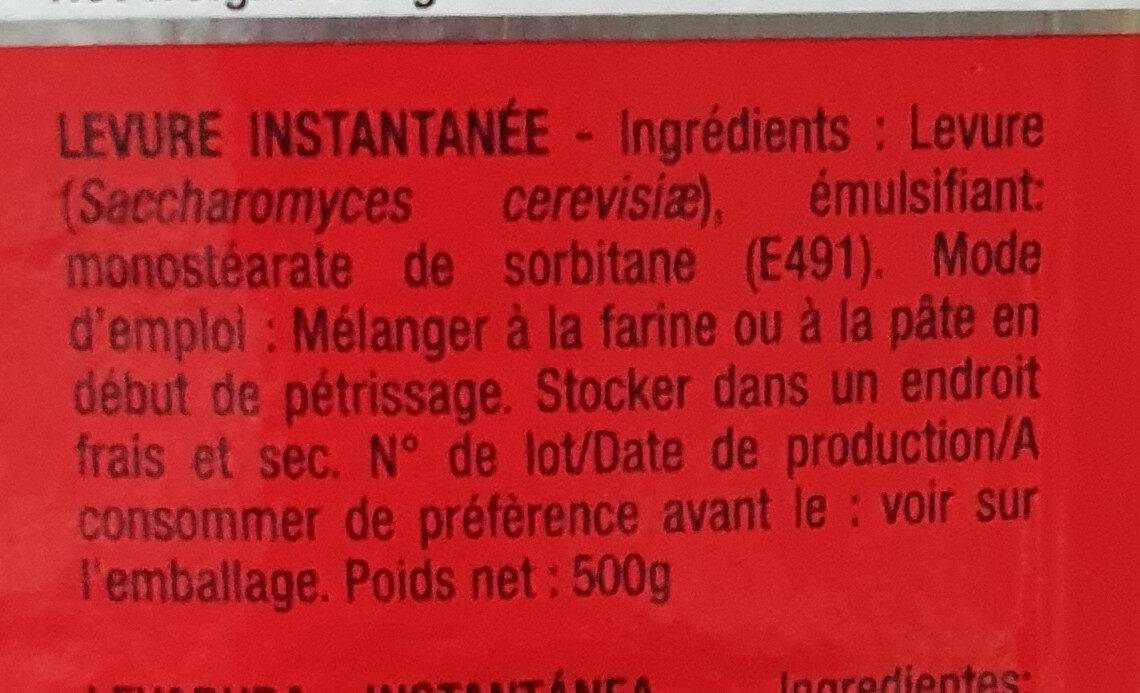 LEVURE INSTANTANÉE - Ingrédients : Levure
(Saccharomyces cerevisiæ), émulsifiant:
monostéarate de sorbitane (E491). Mode
d'emploi : Mélanger à la farine ou à la pâte en
début de pétrissage. Stocker dans un endroit
frais et sec. N° de lot/Date de production/A
consommer de préférence avant le : voir sur
l'emballage. Poids net : 500g
LEVADURA INSTANTÁNEA Ingredientes: